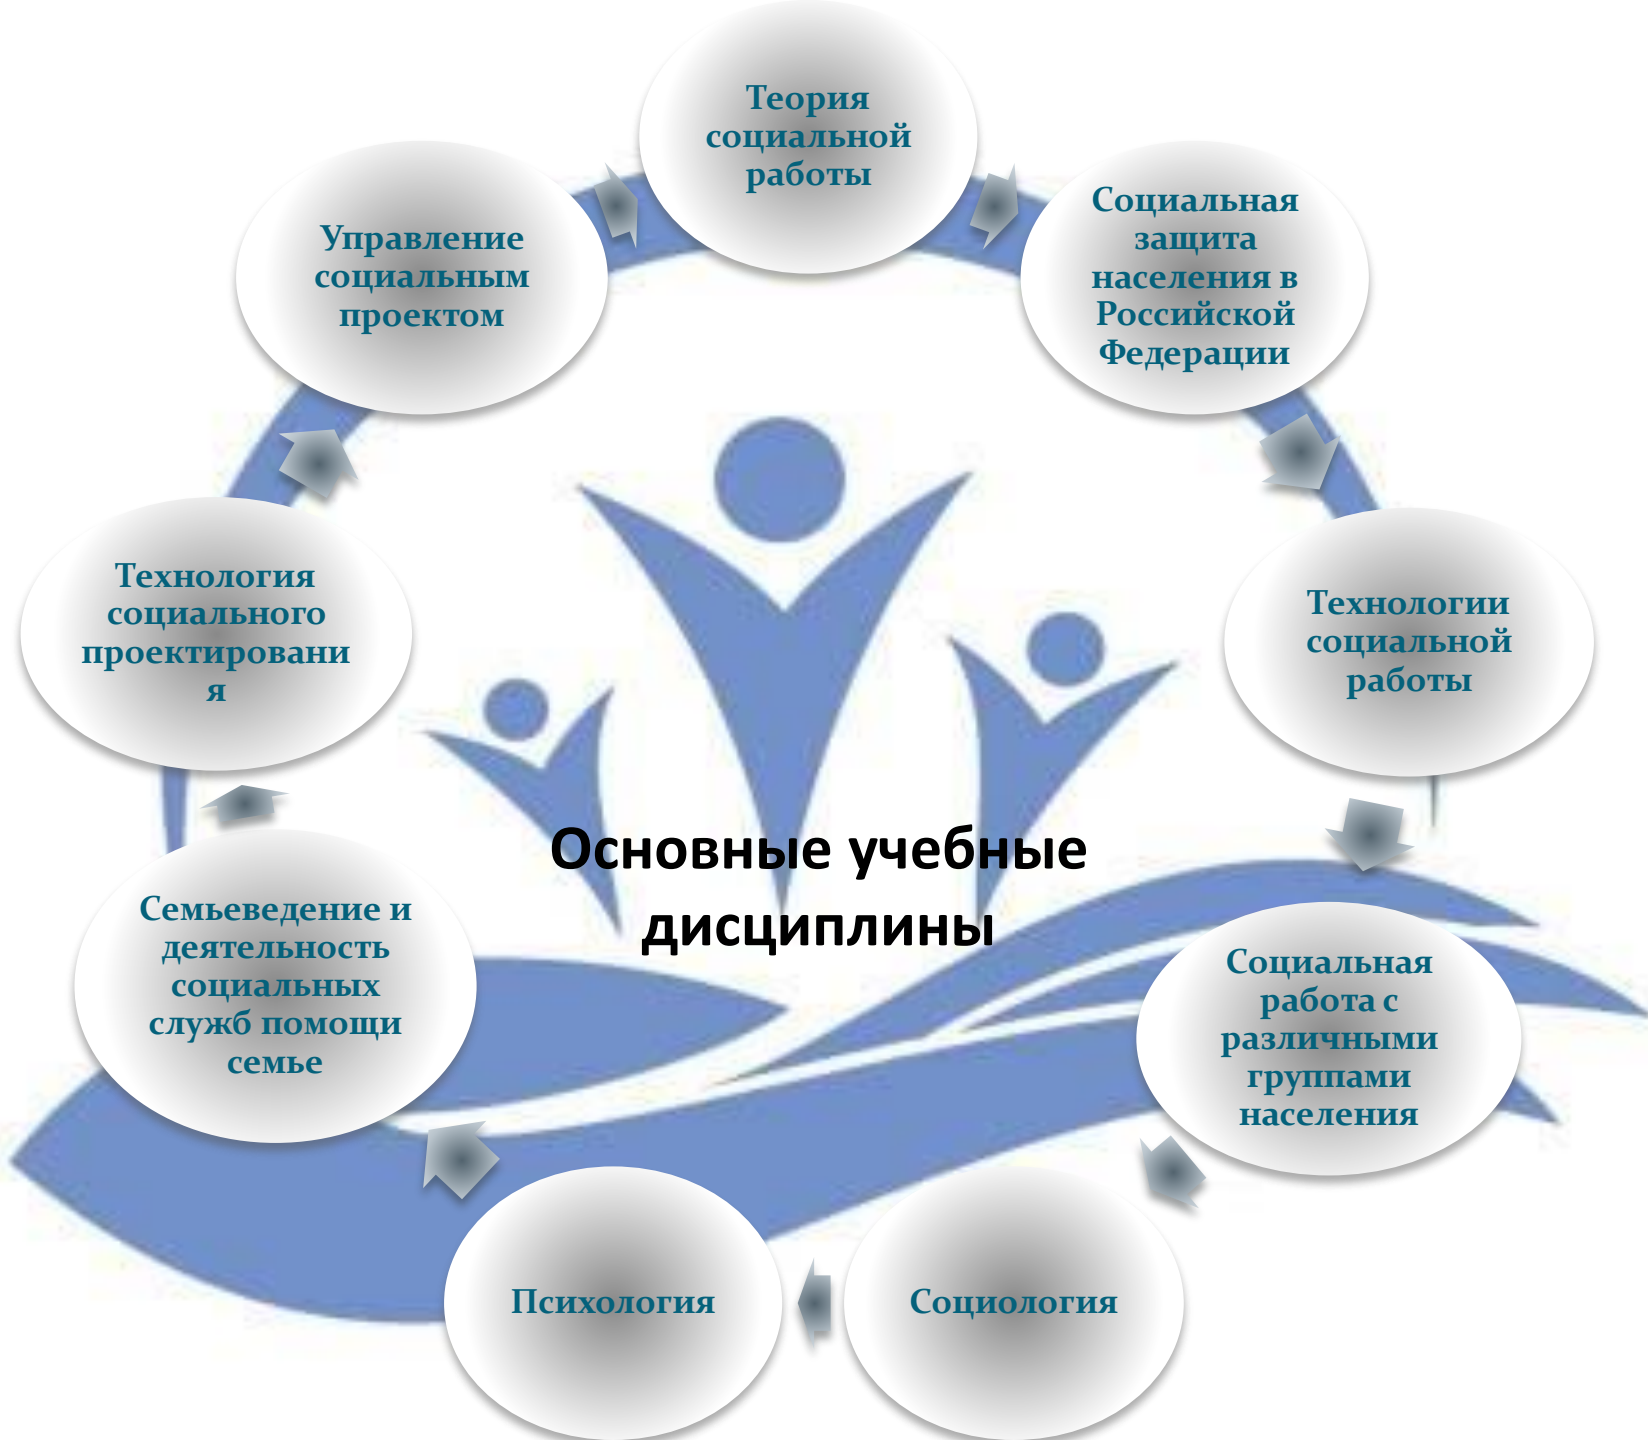 Теория
социальной
работы
Социальная
защита
населения в
Российской
Федерации
Технологии
социальной
работы
Социальная
работа с
различными
группами
населения
Социология
Психология
Семьеведение и
деятельность
социальных
служб помощи
семье
Технология
социального
проектировани
я
Управление
социальным
проектом
Основные учебные
дисциплины